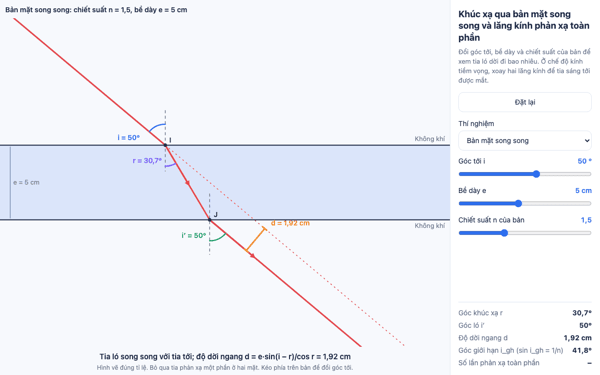 Bản mặt song song: chiết suất n = 1,5, bề dày e = 5 cm
i = 50°
I
Không khí
r = 30,7°
e = 5 cm
J
d = 1,92 cm
Không khí
i' = 50°
Tia ló song song với tia tới; độ dời ngang d = e·sin(i − r)/cos r = 1,92 cm
Hình vẽ đúng tỉ lệ. Bỏ qua tia phản xạ một phần ở hai mặt. Kéo phía trên bản để đổi góc tới.
Khúc xạ qua bản mặt song
song và lăng kính phản xạ toàn
phần
Đổi góc tới, bề dày và chiết suất của bản để
xem tia ló dời đi bao nhiêu. Ở chế độ kính
tiềm vọng, xoay hai lăng kính để tia sáng tới
được mắt.
Đặt lại
Thí nghiệm
Bản mặt song song
Góc tới i 50 °
Bề dày e 5 cm
Chiết suất n của bản 1,5
Góc khúc xạ r 30,7°
Góc ló i' 50°
Độ dời ngang d 1,92 cm
Góc giới hạn i_gh (sin i_gh = 1/n) 41,8°
Số lần phản xạ toàn phần –